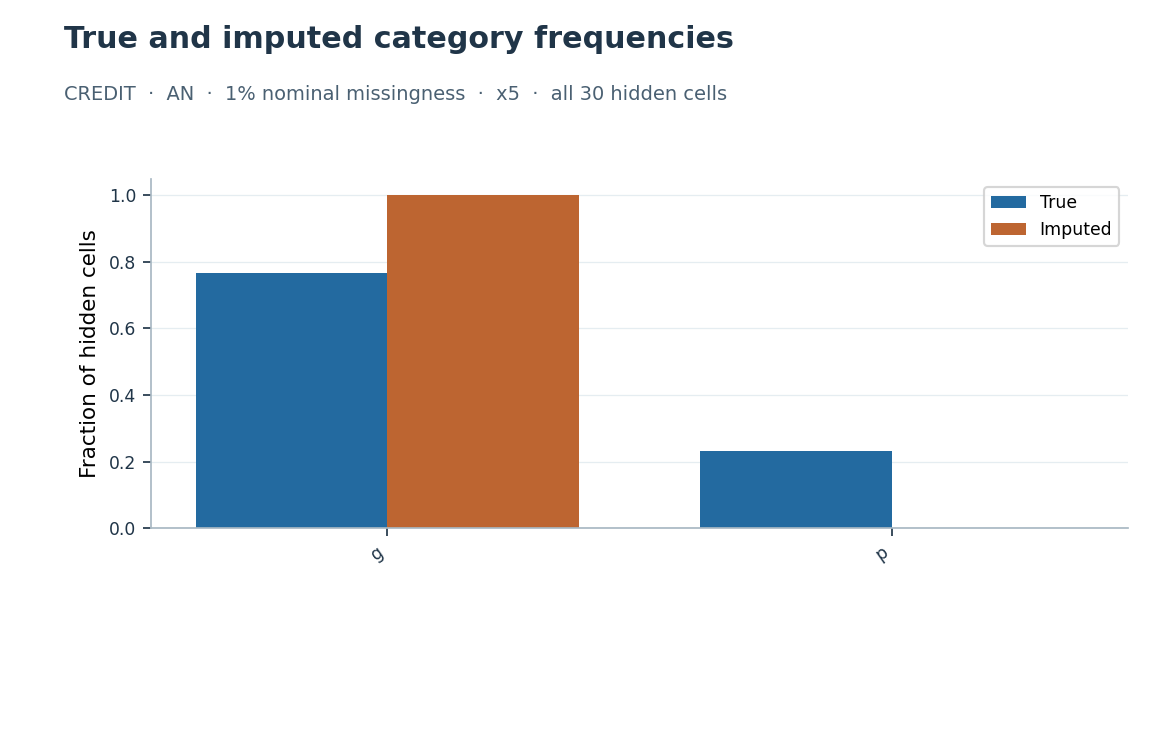 True and imputed category frequencies
CREDIT · AN · 1% nominal missingness · x5 · all 30 hidden cells
Fraction of hidden cells
1.0
0.8
0.6
0.4
0.2
0.0
True
Imputed
g
p